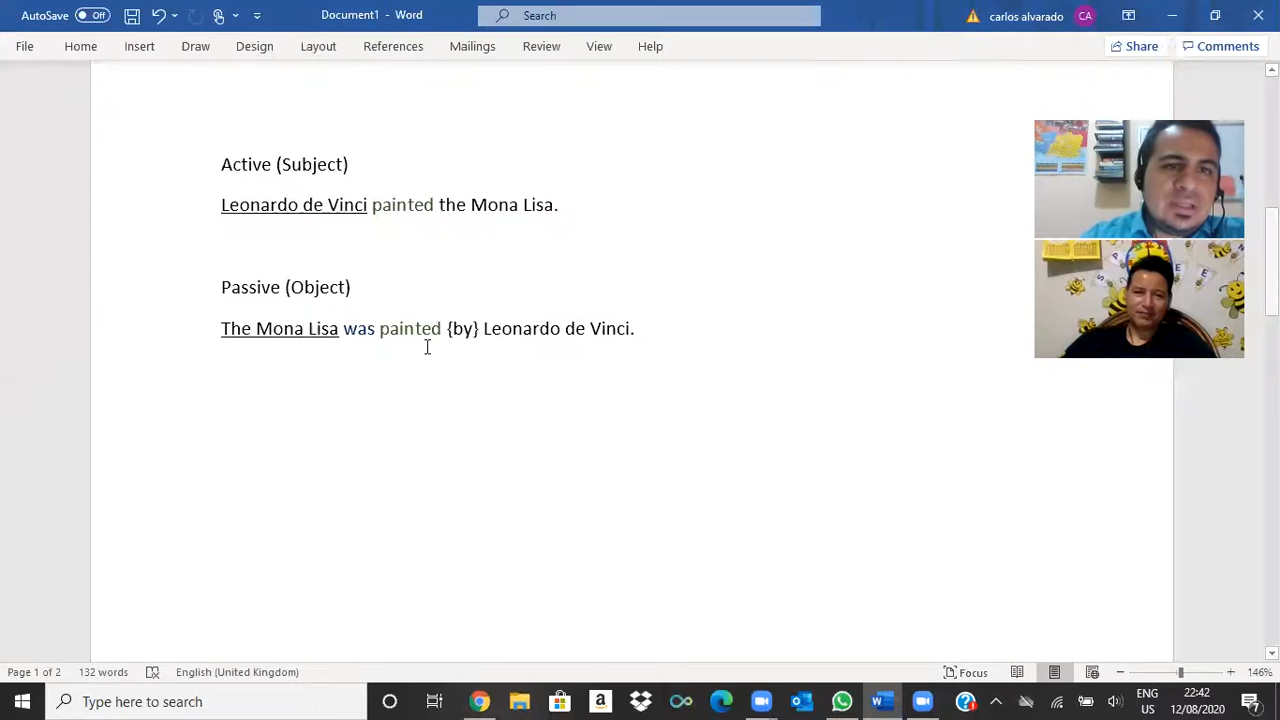 AutoSave Off Document1 - Word Search carlos alvarado CA
File Home Insert Draw Design Layout References Mailings Review View Help Share Comments
Active (Subject)
Leonardo de Vinci painted the Mona Lisa.
Passive (Object)
The Mona Lisa was painted {by} Leonardo de Vinci.
Page 1 of 2 132 words English (United Kingdom) Focus 146%
Type here to search
ENG 22:42
US 12/08/2020